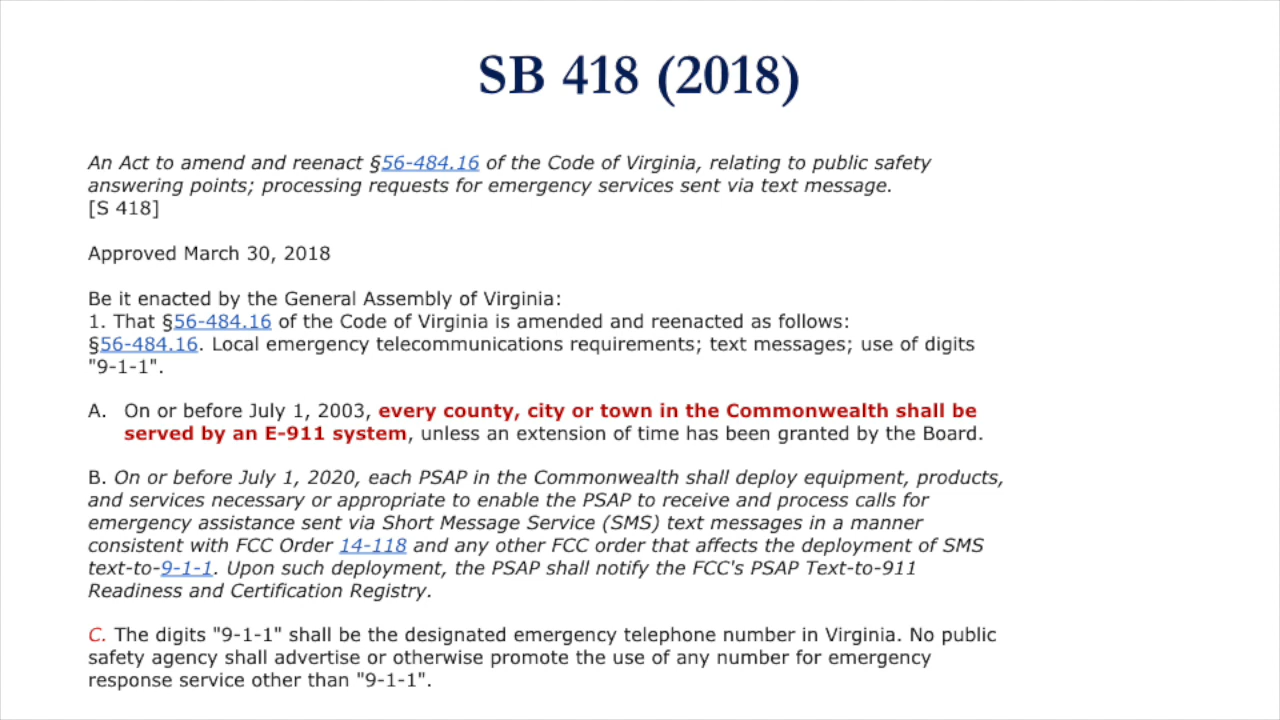 SB 418 (2018)
An Act to amend and reenact §56-484.16 of the Code of Virginia, relating to public safety
answering points; processing requests for emergency services sent via text message.
[S 418]
Approved March 30, 2018
Be it enacted by the General Assembly of Virginia:
1. That §56-484.16 of the Code of Virginia is amended and reenacted as follows:
§56-484.16. Local emergency telecommunications requirements; text messages; use of digits
"9-1-1".
A. On or before July 1, 2003, every county, city or town in the Commonwealth shall be
served by an E-911 system, unless an extension of time has been granted by the Board.
B. On or before July 1, 2020, each PSAP in the Commonwealth shall deploy equipment, products,
and services necessary or appropriate to enable the PSAP to receive and process calls for
emergency assistance sent via Short Message Service (SMS) text messages in a manner
consistent with FCC Order 14-118 and any other FCC order that affects the deployment of SMS
text-to-9-1-1. Upon such deployment, the PSAP shall notify the FCC's PSAP Text-to-911
Readiness and Certification Registry.
C. The digits "9-1-1" shall be the designated emergency telephone number in Virginia. No public
safety agency shall advertise or otherwise promote the use of any number for emergency
response service other than "9-1-1".